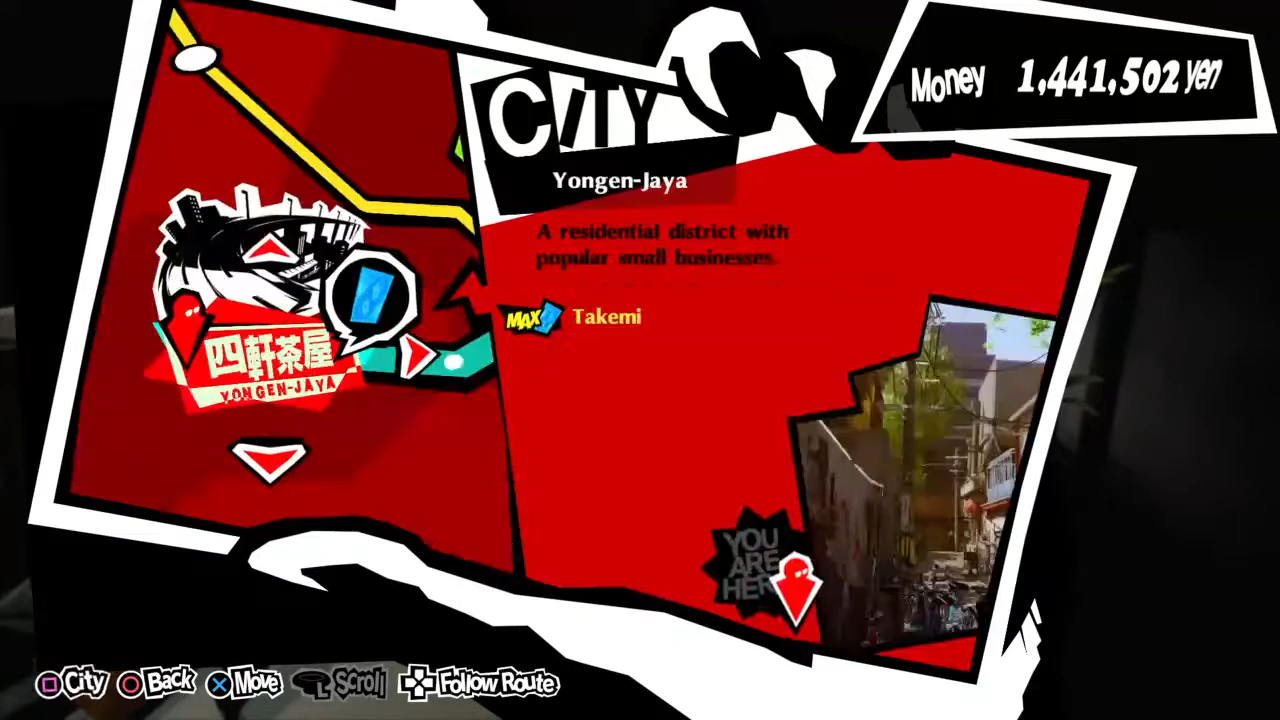 Money 1,441,502 yen
CITY
Yongen-Jaya
A residential district with
popular small businesses.
MAX Takemi
四軒茶屋
YONGEN-JAYA
YOU
ARE
HER
City Back Move L Scroll Follow Route